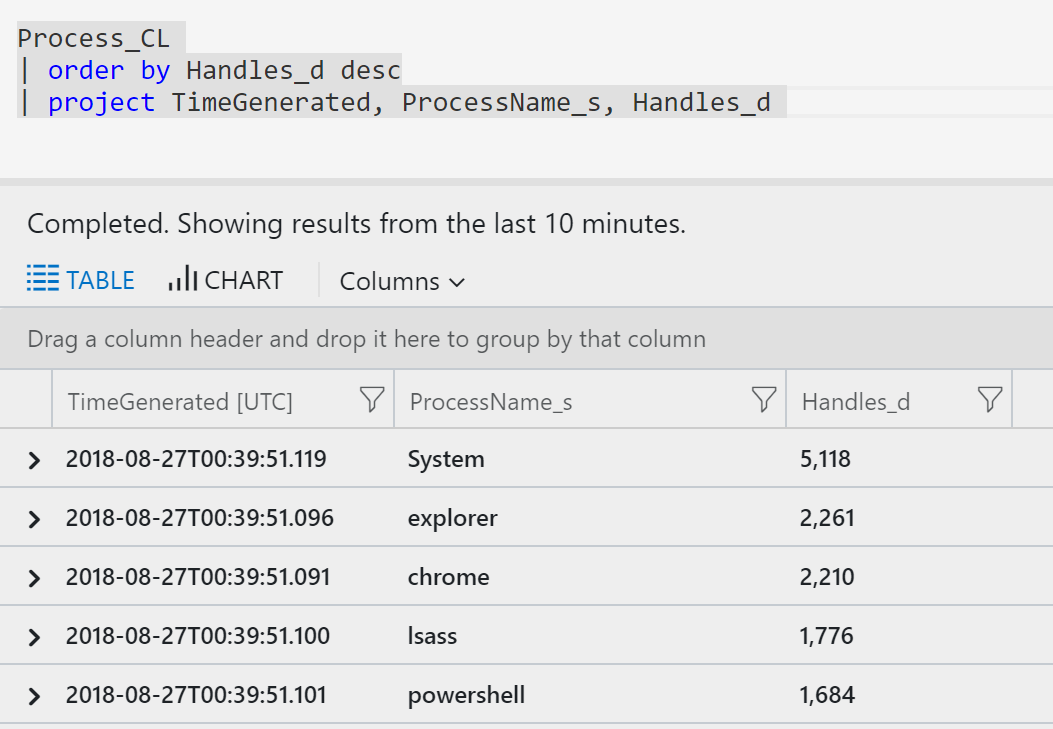 Process_CL
| order by Handles_d desc
| project TimeGenerated, ProcessName_s, Handles_d
Completed. Showing results from the last 10 minutes.
TABLE CHART Columns
Drag a column header and drop it here to group by that column
TimeGenerated [UTC] ProcessName_s Handles_d
2018-08-27T00:39:51.119 System 5,118
2018-08-27T00:39:51.096 explorer 2,261
2018-08-27T00:39:51.091 chrome 2,210
2018-08-27T00:39:51.100 lsass 1,776
2018-08-27T00:39:51.101 powershell 1,684